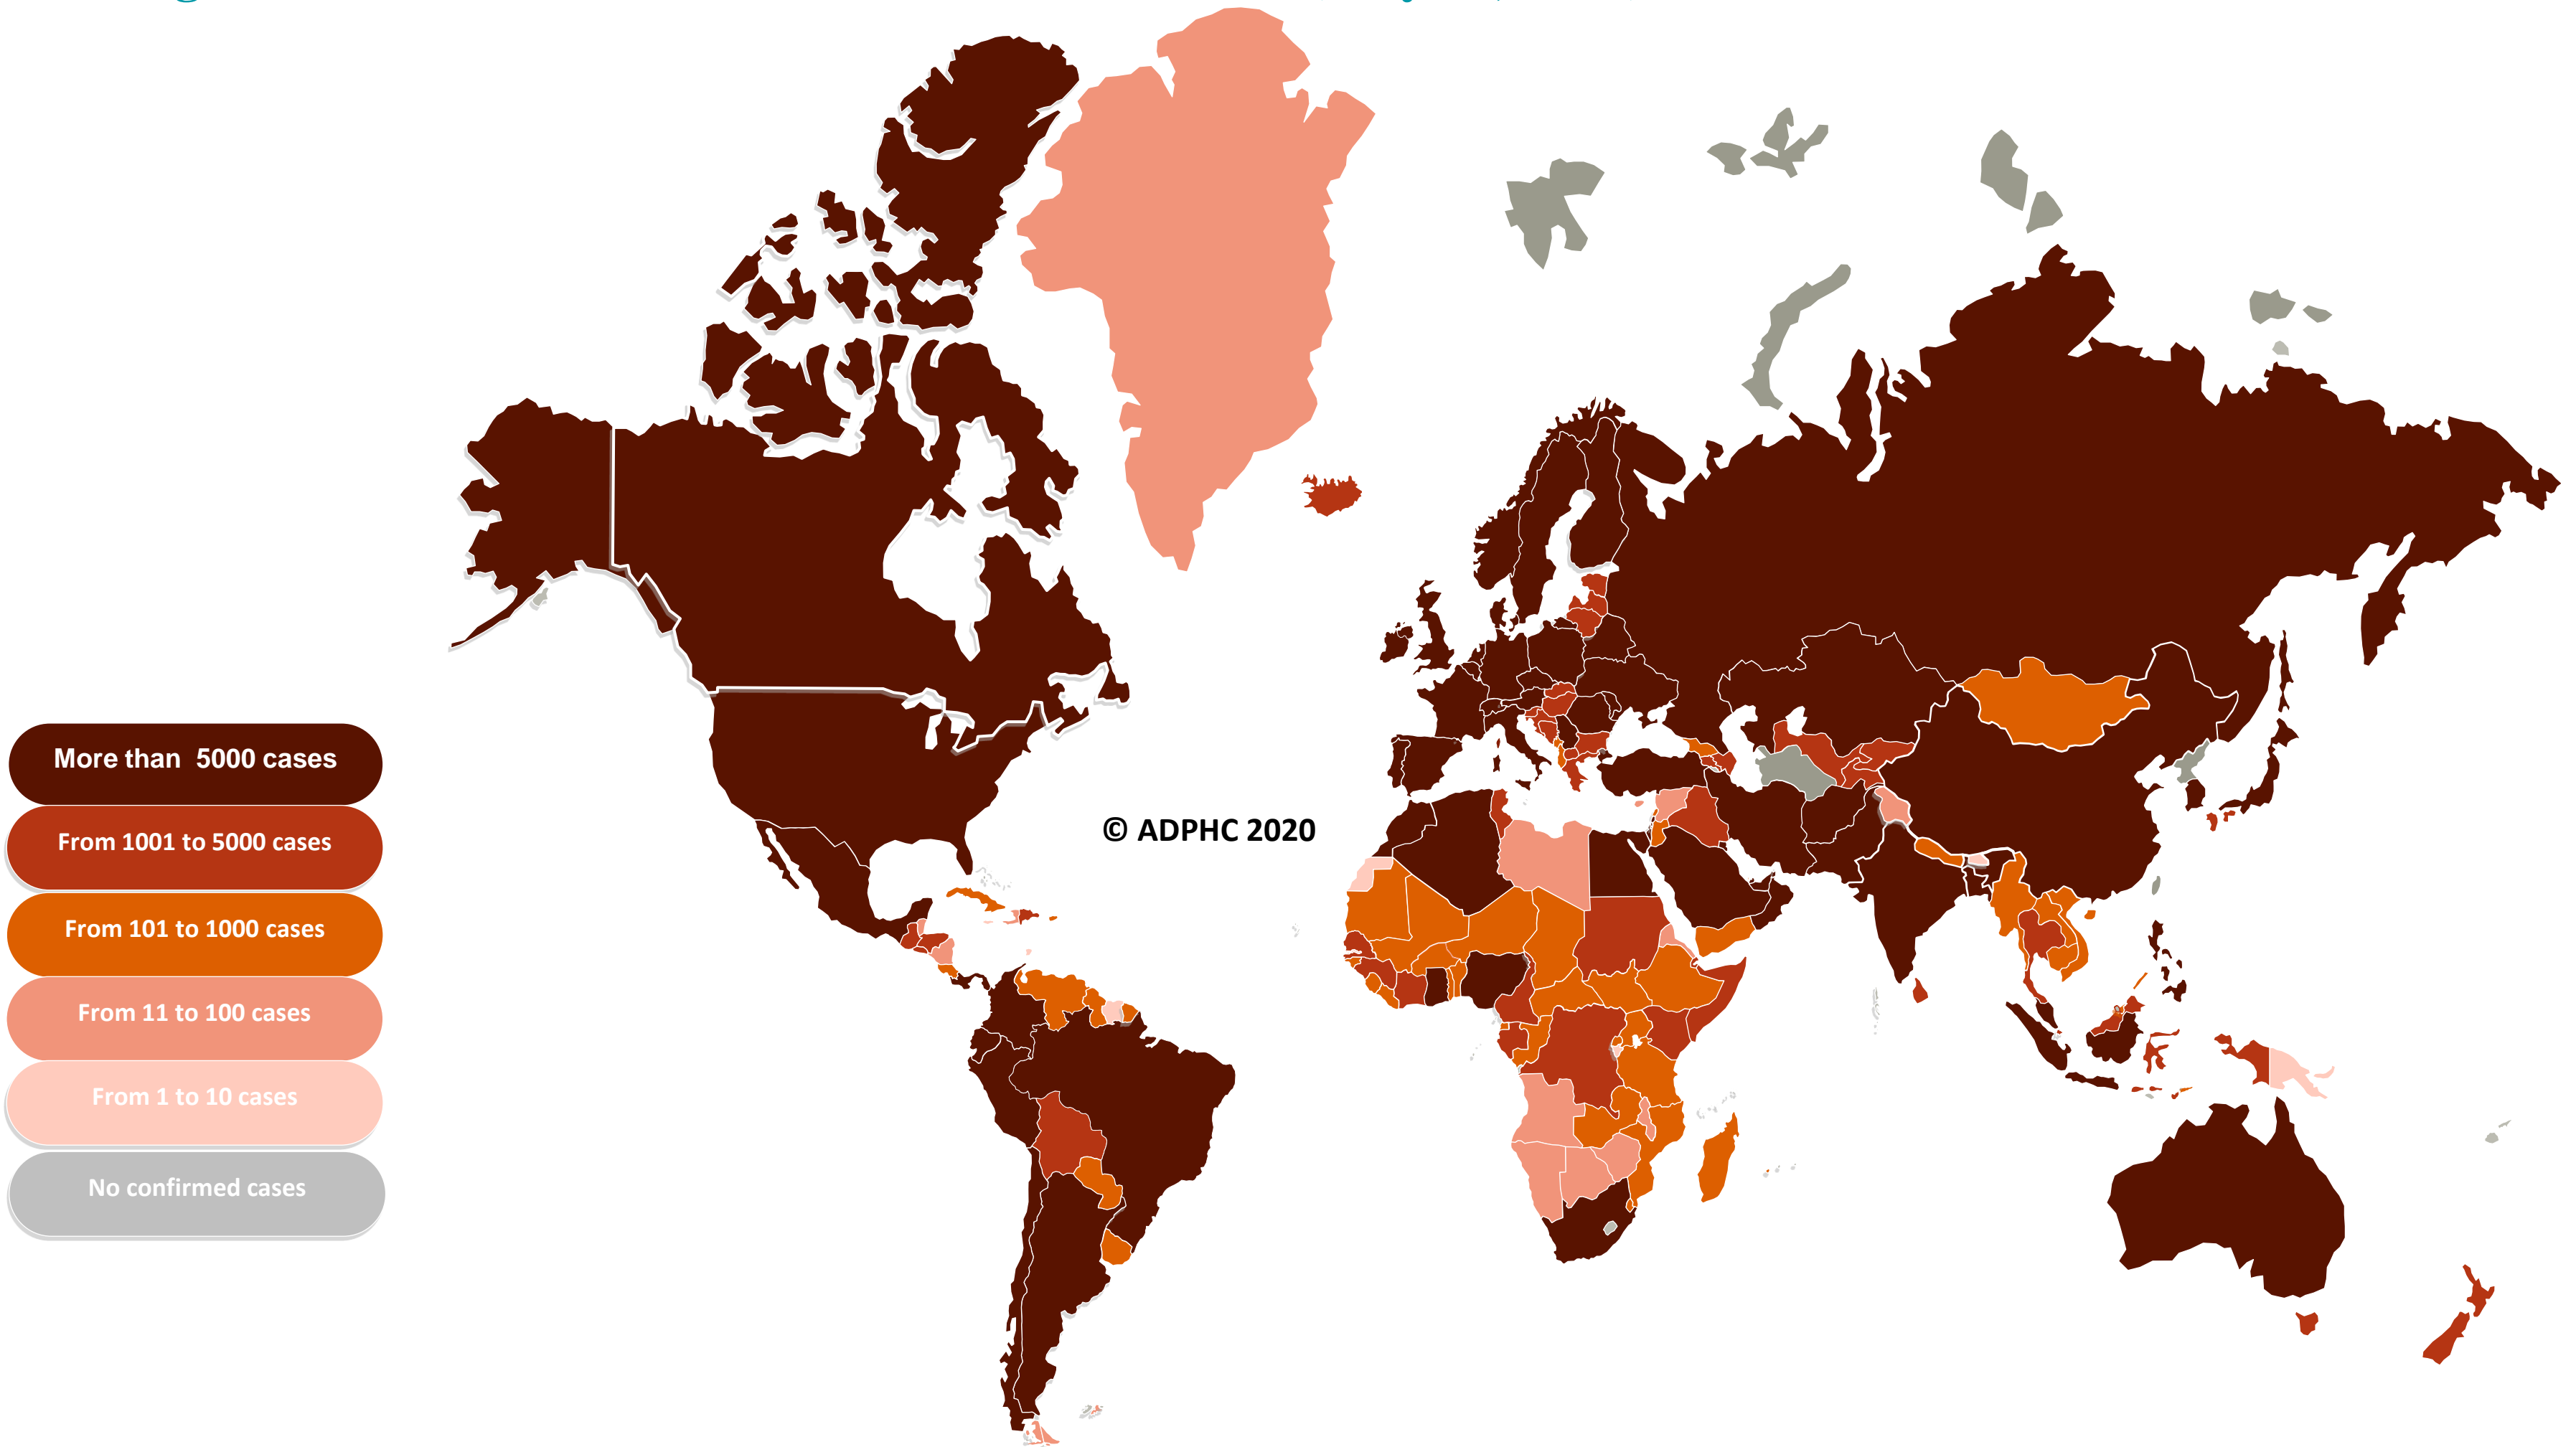 More than  5000 cases
From 1001 to 5000 cases
© ADPHC 2020
From 101 to 1000 cases
From 11 to 100 cases
From 1 to 10 cases
No confirmed cases